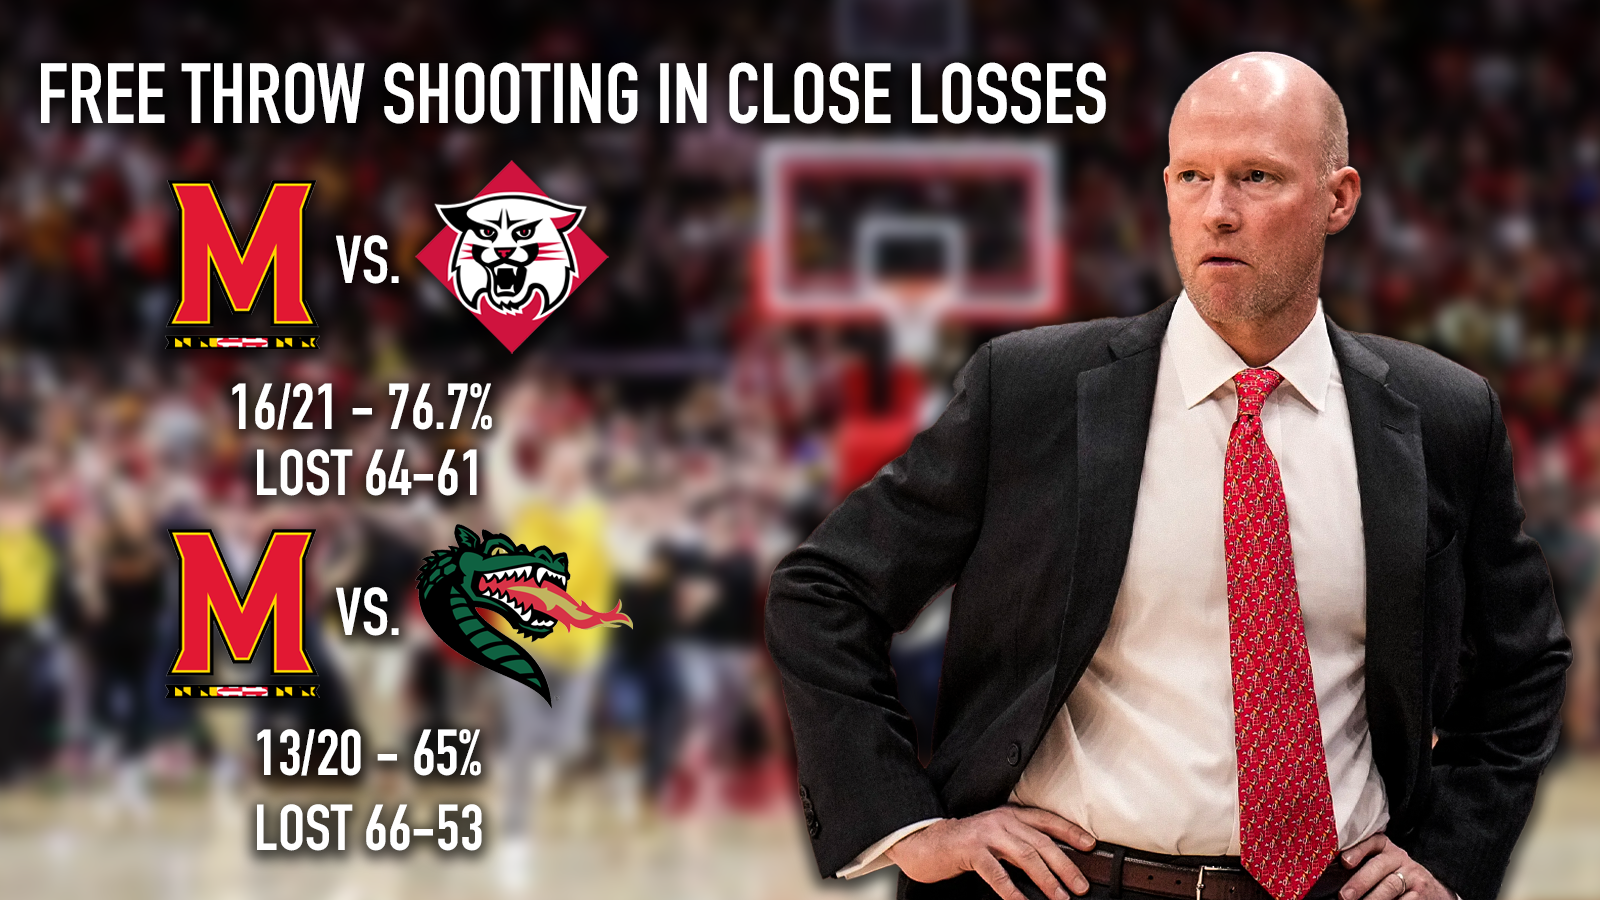 FREE THROW SHOOTING IN CLOSE LOSSES
M VS.
16/21 - 76.7%
LOST 64-61
M VS.
13/20 - 65%
LOST 66-53